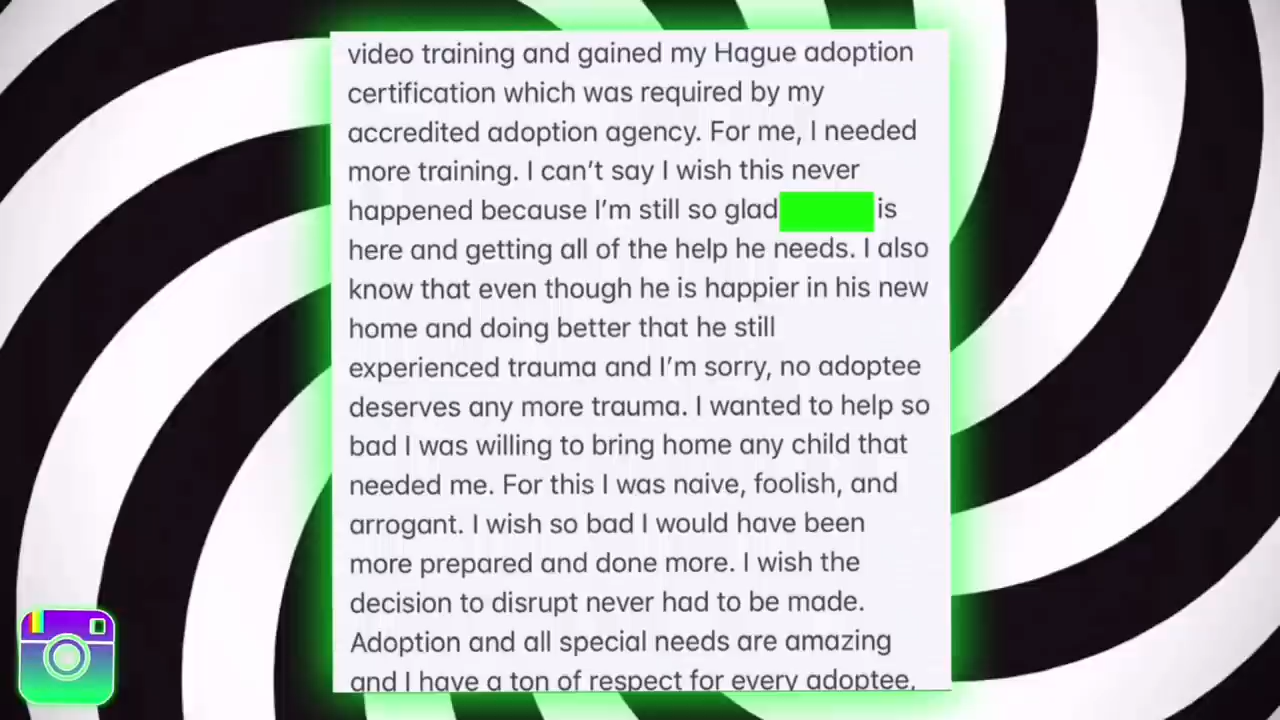 video training and gained my Hague adoption
certification which was required by my
accredited adoption agency. For me, I needed
more training. I can’t say I wish this never
happened because I’m still so glad is
here and getting all of the help he needs. I also
know that even though he is happier in his new
home and doing better that he still
experienced trauma and I’m sorry, no adoptee
deserves any more trauma. I wanted to help so
bad I was willing to bring home any child that
needed me. For this I was naive, foolish, and
arrogant. I wish so bad I would have been
more prepared and done more. I wish the
decision to disrupt never had to be made.
Adoption and all special needs are amazing
and I have a ton of respect for every adoptee,